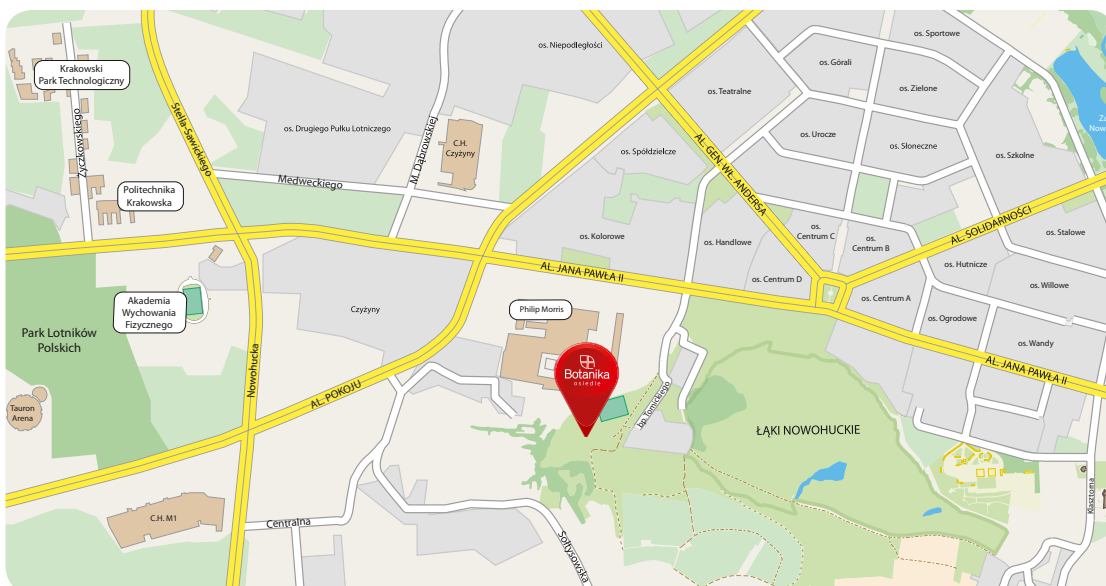 os. Sportowe
os. Niepodległości
os. Górali
Krakowski
Park Technologiczny
os. Teatralne
os. Zielone
Stella-Sawickiego
Życzkowskiego
os. Drugiego Pułku Lotniczego
M. Dąbrowskiej
C.H.
Czyżyny
os. Urocze
os. Słoneczne
os. Szkolne
os. Spółdzielcze
AL. GEN. WŁ. ANDERSA
Medweckiego
Politechnika
Krakowska
AL. SOLIDARNOŚCI
os. Kolorowe
os. Handlowe
os.
Centrum C
os.
Centrum B
os. Stalowe
os. Hutnicze
AL. JANA PAWŁA II
os. Centrum D
os. Willowe
os. Centrum A
Akademia
Wychowania
Fizycznego
Czyżyny
Philip Morris
os. Ogrodowe
Park Lotników
Polskich
os. Wandy
AL. JANA PAWŁA II
Nowohucka
Botanika
osiedle
AL. POKOJU
bp. Tomickiego
Tauron
Arena
ŁĄKI NOWOHUCKIE
Klasztorna
C.H. M1
Centralna
Sołtysowska